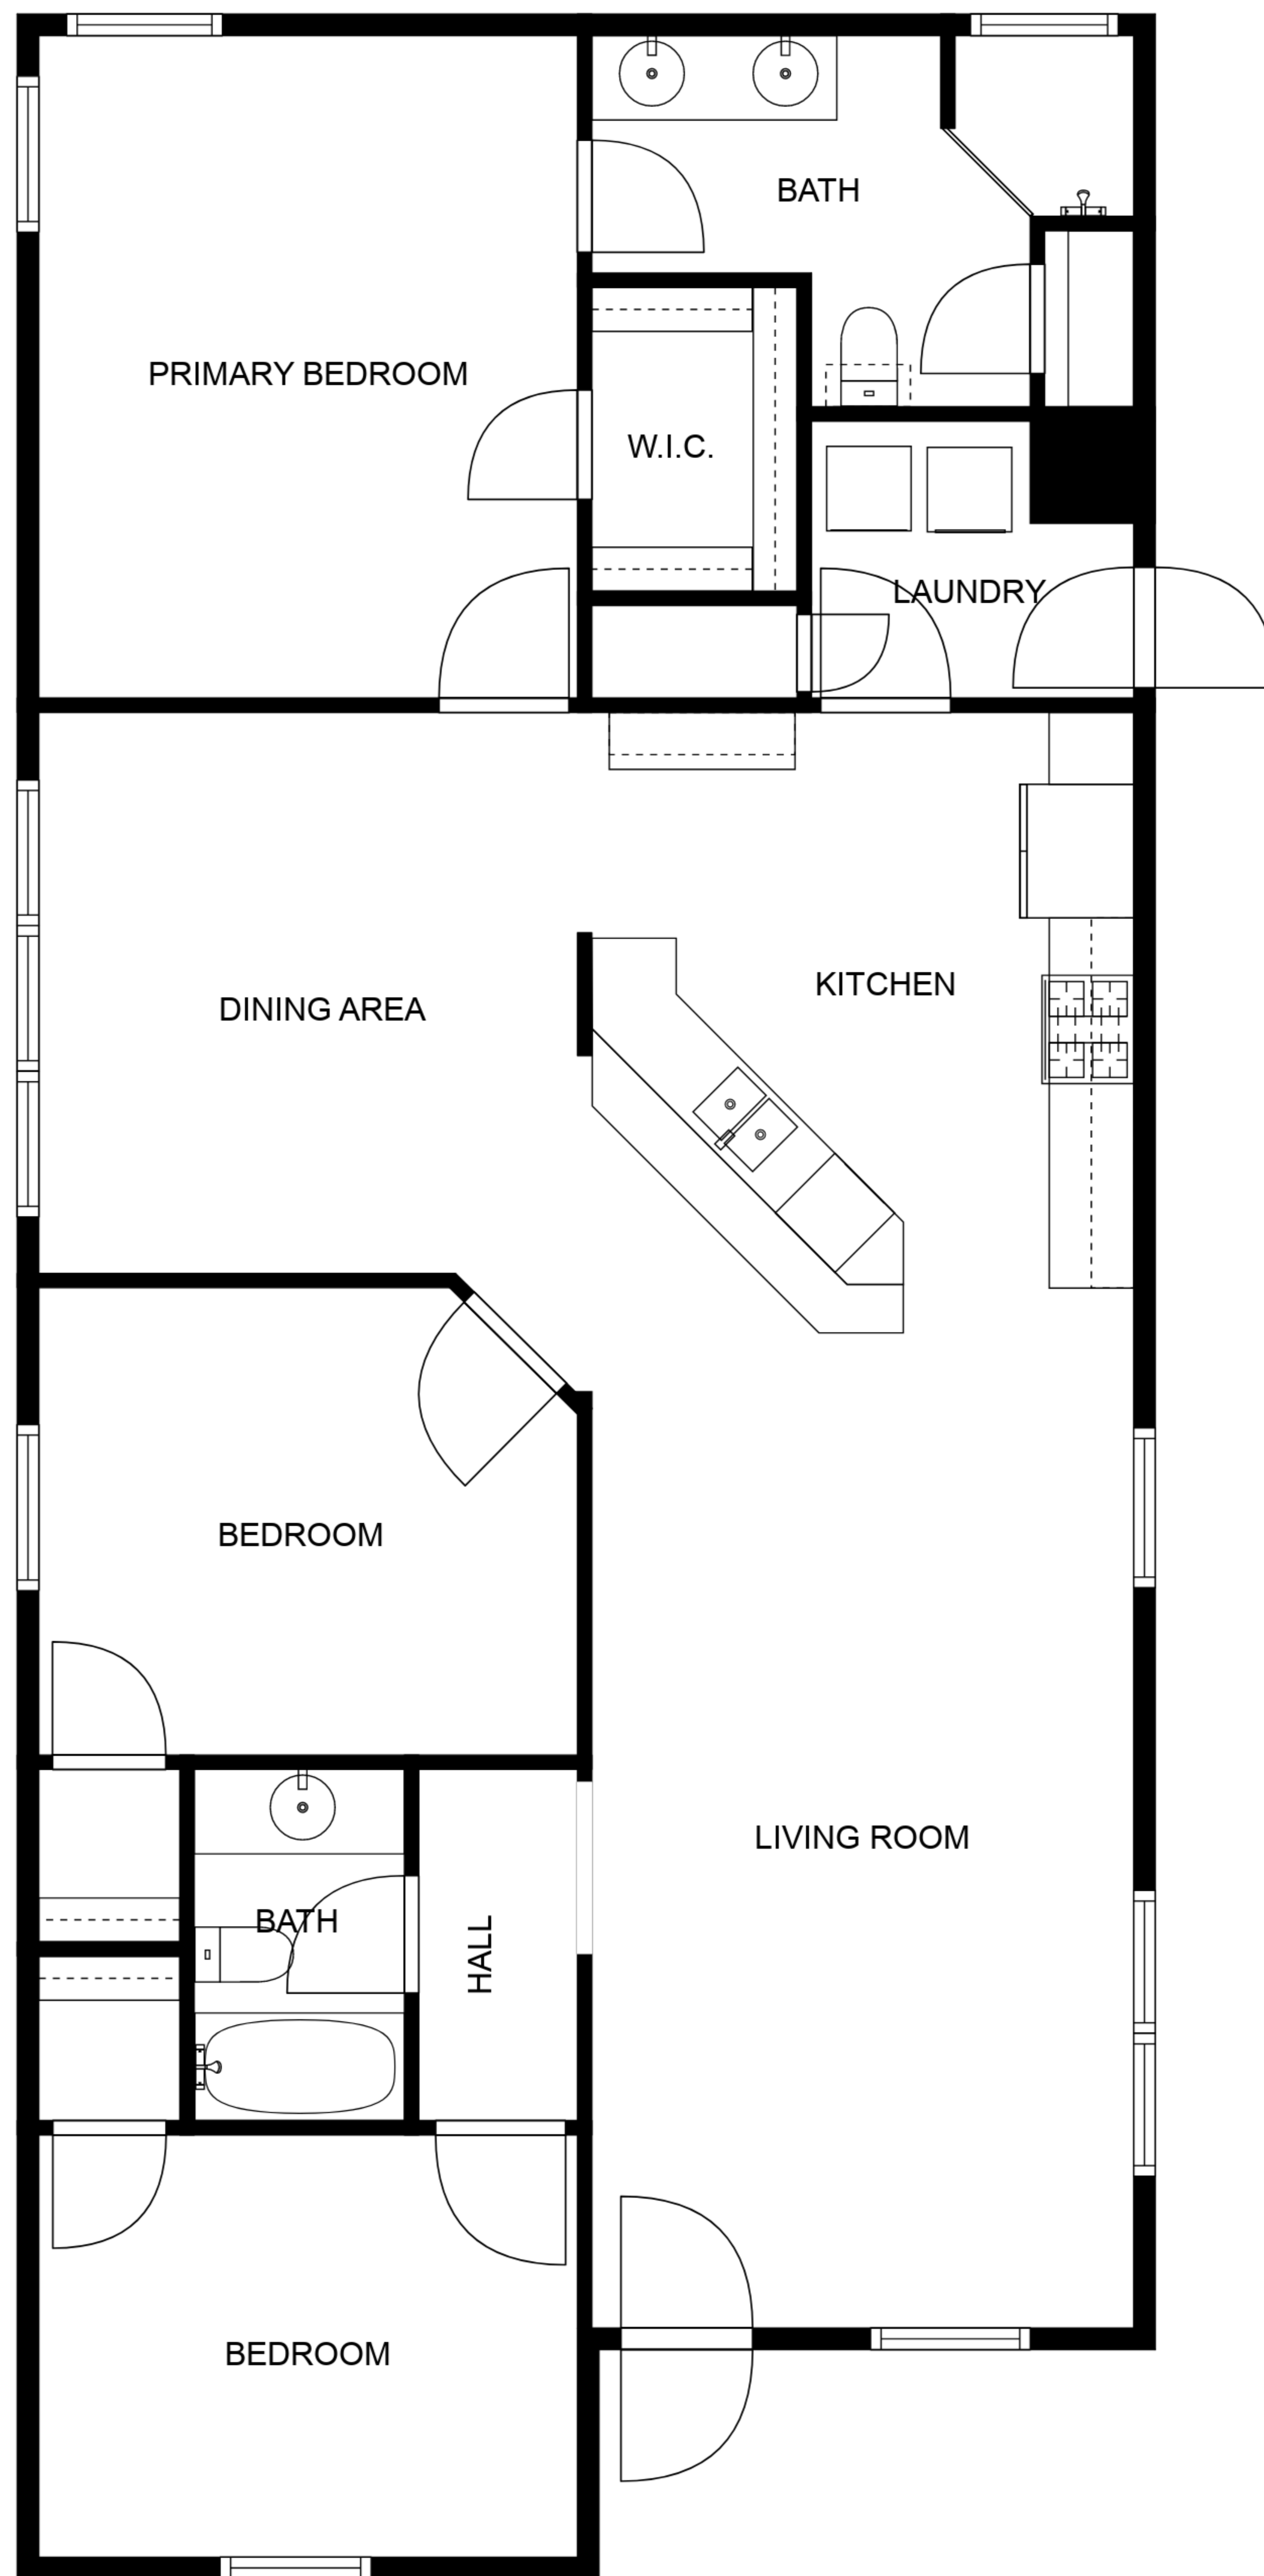 BATH
PRIMARY BEDROOM
W.I.C.
LAUNDRY
KITCHEN
DINING AREA
BEDROOM
LIVING ROOM
BATH
HALL
BEDROOM